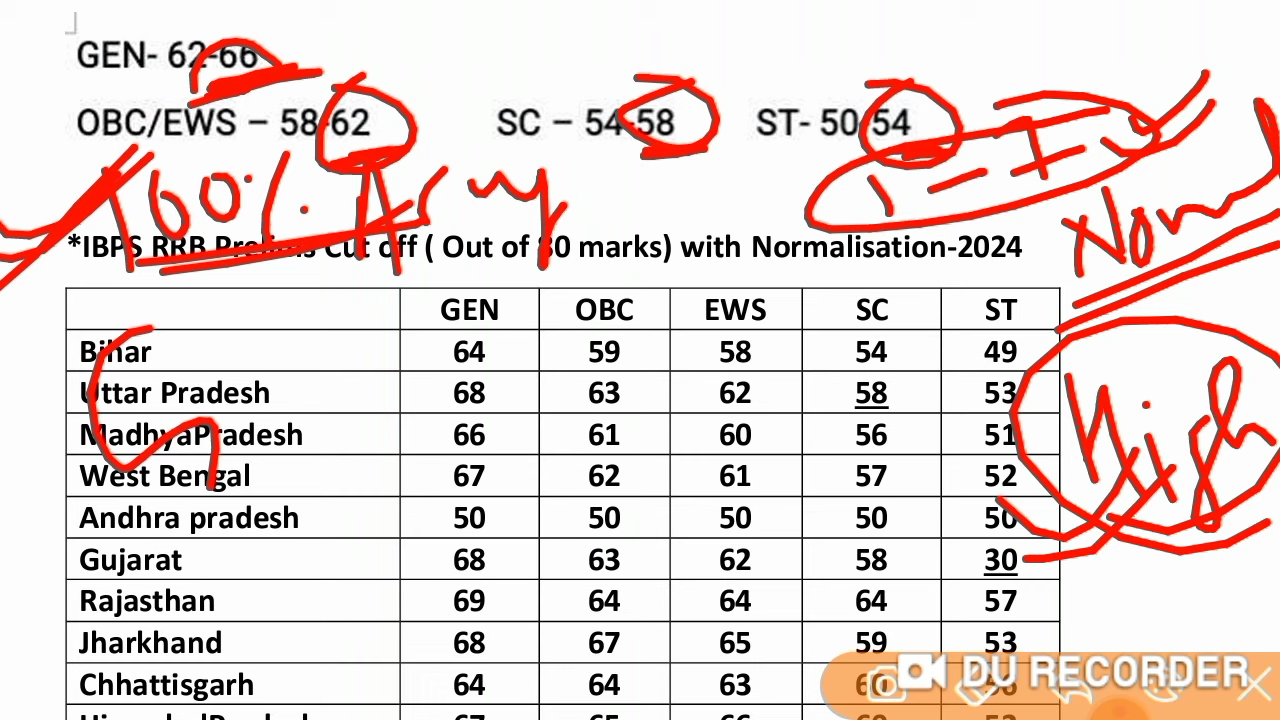 GEN- 62-66
OBC/EWS – 58-62 SC – 54-58 ST- 50-54
100%
*IBPS RRB Prelims Cut off ( Out of 80 marks) with Normalisation-2024
GEN OBC EWS SC ST
Bihar 64 59 58 54 49
Uttar Pradesh 68 63 62 58 53
MadhyaPradesh 66 61 60 56 51
West Bengal 67 62 61 57 52
Andhra pradesh 50 50 50 50 50
Gujarat 68 63 62 58 30
Rajasthan 69 64 64 64 57
Jharkhand 68 67 65 59 53
Chhattisgarh 64 64 63
High
DU RECORDER